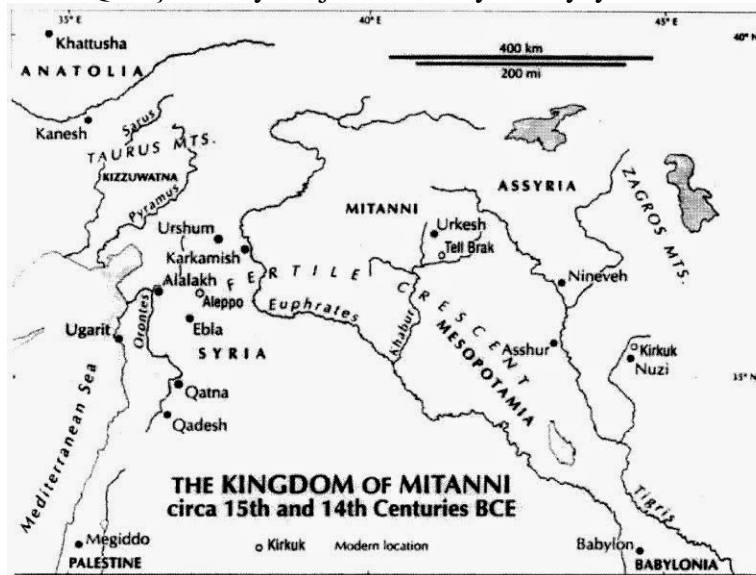 35° E
40° E
45° E
40° N
Khattusha
ANATOLIA
400 km
200 mi
Kanesh
Sarus
TAURUS MTS.
KIZZUWATNA
Pyramus
ASSYRIA
ZAGROS MTS.
MITANNI
Urshum
Urkesh
Tell Brak
Karkamish
FERTILE CRESCENT
Alalakh
Aleppo
Nineveh
Euphrates
Orontes
Ebla
Khabur
MESOPOTAMIA
Ugarit
SYRIA
Asshur
Kirkuk
Nuzi
35° N
Qatna
Qadesh
Mediterranean Sea
THE KINGDOM OF MITANNI
circa 15th and 14th Centuries BCE
Tigris
Megiddo
Kirkuk Modern location
Babylon
PALESTINE
BABYLONIA